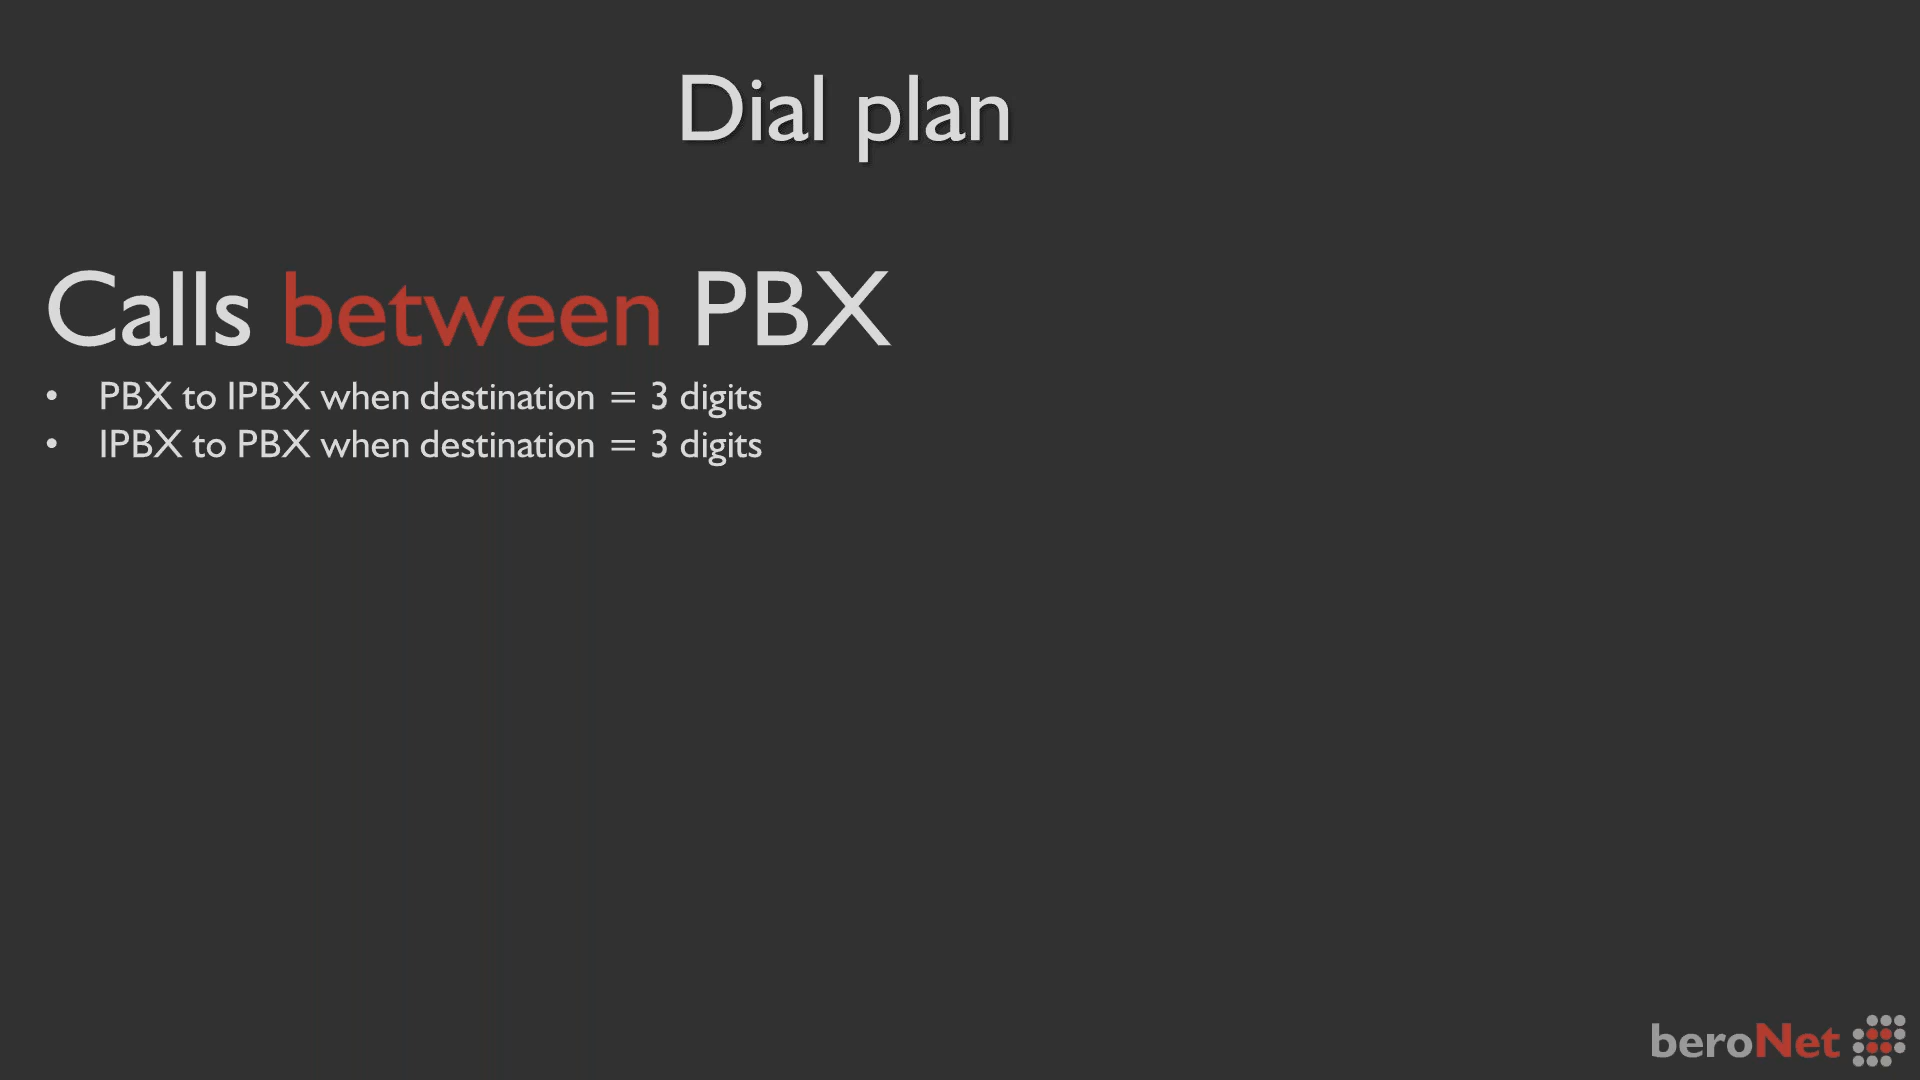 Dial plan
Calls between PBX
• PBX to IPBX when destination = 3 digits
• IPBX to PBX when destination = 3 digits
beroNet